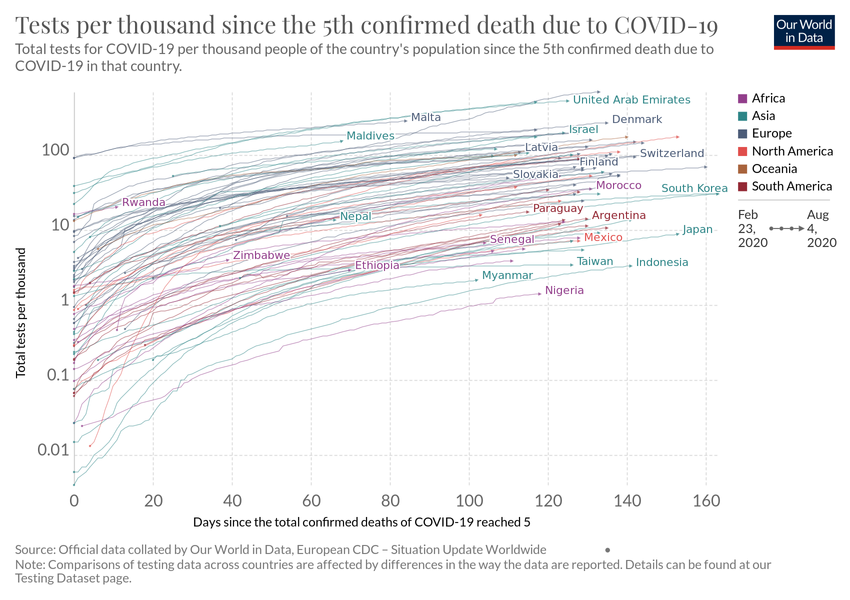 Tests per thousand since the 5th confirmed death due to COVID-19
Our World
in Data
Total tests for COVID-19 per thousand people of the country's population since the 5th confirmed death due to
COVID-19 in that country.
United Arab Emirates
Malta
Denmark
Maldives
Israel
Latvia
Switzerland
Finland
Slovakia
Morocco
South Korea
Rwanda
Paraguay
Nepal
Argentina
Japan
Senegal
Mexico
Zimbabwe
Ethiopia
Taiwan
Indonesia
Myanmar
Nigeria
Africa
Asia
Europe
North America
Oceania
South America
Feb
23,
2020
Aug
4,
2020
Total tests per thousand
100
10
1
0.1
0.01
0
20
40
60
80
100
120
140
160
Days since the total confirmed deaths of COVID-19 reached 5
Source: Official data collated by Our World in Data, European CDC – Situation Update Worldwide •
Note: Comparisons of testing data across countries are affected by differences in the way the data are reported. Details can be found at our
Testing Dataset page.